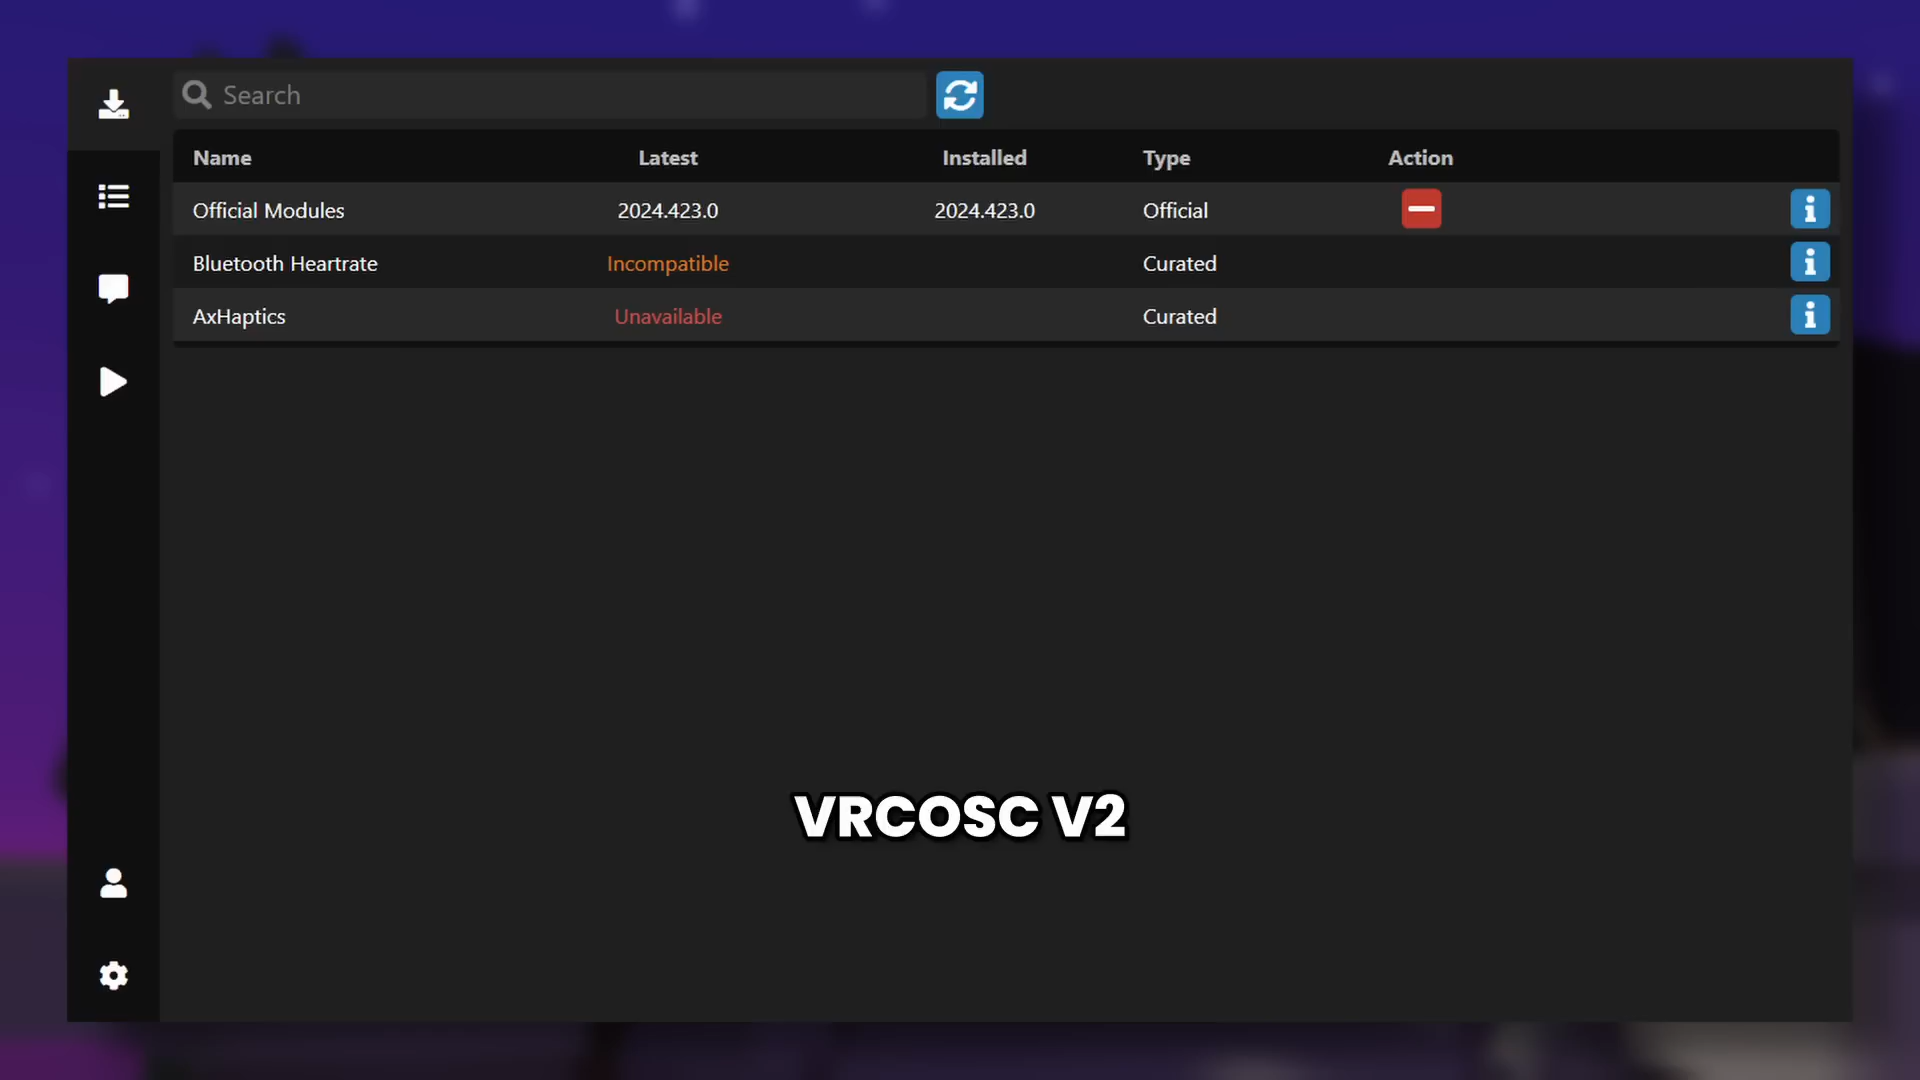 Search
Name Latest Installed Type Action
Official Modules 2024.423.0 2024.423.0 Official
Bluetooth Heartrate Incompatible Curated
AxHaptics Unavailable Curated
VRCOSC V2